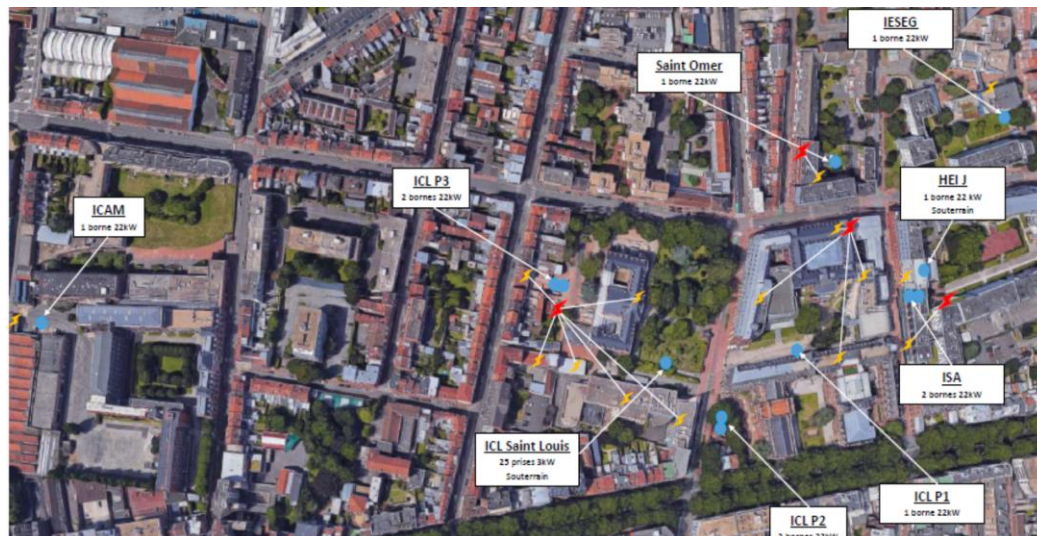 IESEG
1 borne 22kW
Saint Omer
1 borne 22kW
ICL P3
2 bornes 22kW
HEI J
1 borne 22 kW
Souterrain
ICAM
1 borne 22kW
ISA
2 bornes 22kW
ICL Saint Louis
25 prises 3kW
Souterrain
ICL P1
1 borne 22kW
ICL P2